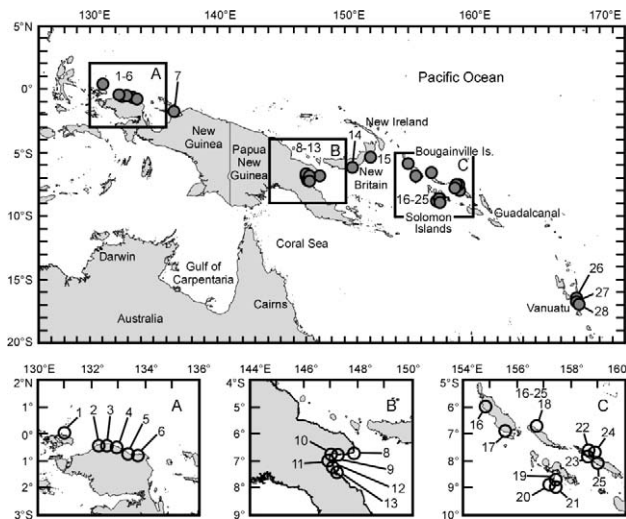 130°E 140°E 150°E 160°E 170°E
5°N
0°
5°S
10°S
15°S
20°S
A
1-6
7
Pacific Ocean
New Ireland
14
New
Guinea
Papua
New
Guinea
8-13
B
15
New
Britain
Bougainville Is.
C
16-25
Solomon
Islands
Guadalcanal
Coral Sea
Darwin
Gulf of
Carpentaria
Cairns
Australia
Vanuatu
26
27
28
130°E 132° 134° 136°
2°N
1°
0°
1°
2°
3°S
A
1
2
3
4
5
6
144°E 146° 148° 150°E
4°S
5°
6°
7°
8°
9°
10°S
B
8
9
10
11
12
13
154°E 156° 158° 160°E
4°S
5°
6°
7°
8°
9°
10°S
C
16-25
16
17
18
19
20
21
22
23
24
25